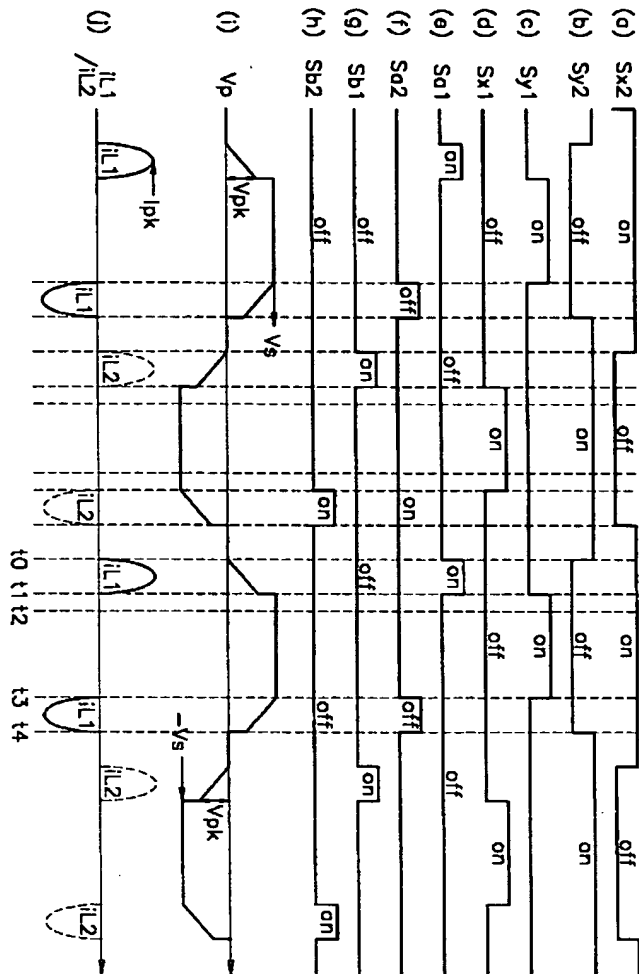 (a) Sx2 on off on off
(b) Sy2 off on off on
(c) Sy1 on on
(d) Sx1 off on off on
(e) Sa1 on off on off
(f) Sa2 off on off
(g) Sb1 off on off on
(h) Sb2 off on off on
(i) Vp Vpk Vs -Vs Vpk
(j) iL1/iL2 iL1 Ipk iL1 iL2 iL2 iL1 iL1 iL2 iL2
t0 t1 t2 t3 t4